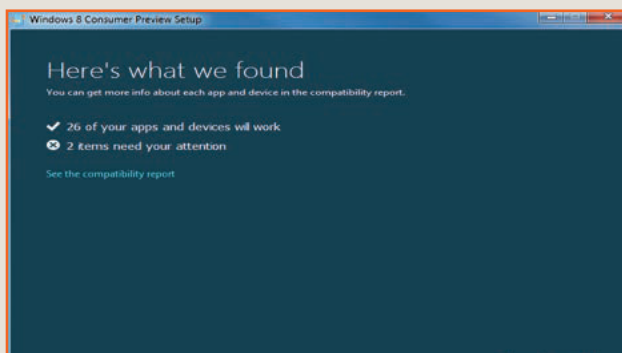 Windows 8 Consumer Preview Setup
Here's what we found
You can get more info about each app and device in the compatibility report.
26 of your apps and devices will work
2 items need your attention
See the compatibility report